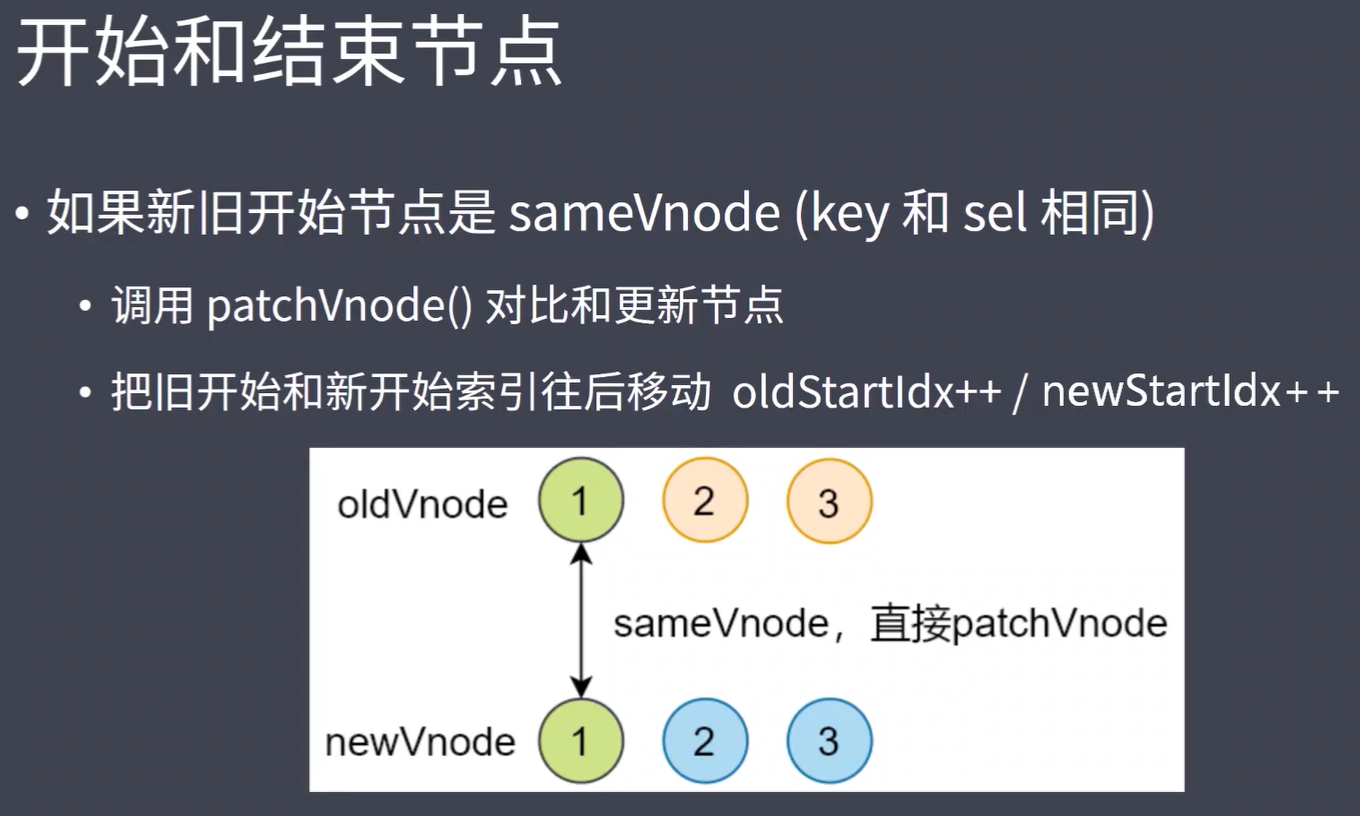 开始和结束节点
• 如果新旧开始节点是 sameVnode (key 和 sel 相同)
• 调用 patchVnode() 对比和更新节点
• 把旧开始和新开始索引往后移动 oldStartIdx++ / newStartIdx++
oldVnode 1 2 3
sameVnode，直接patchVnode
newVnode 1 2 3